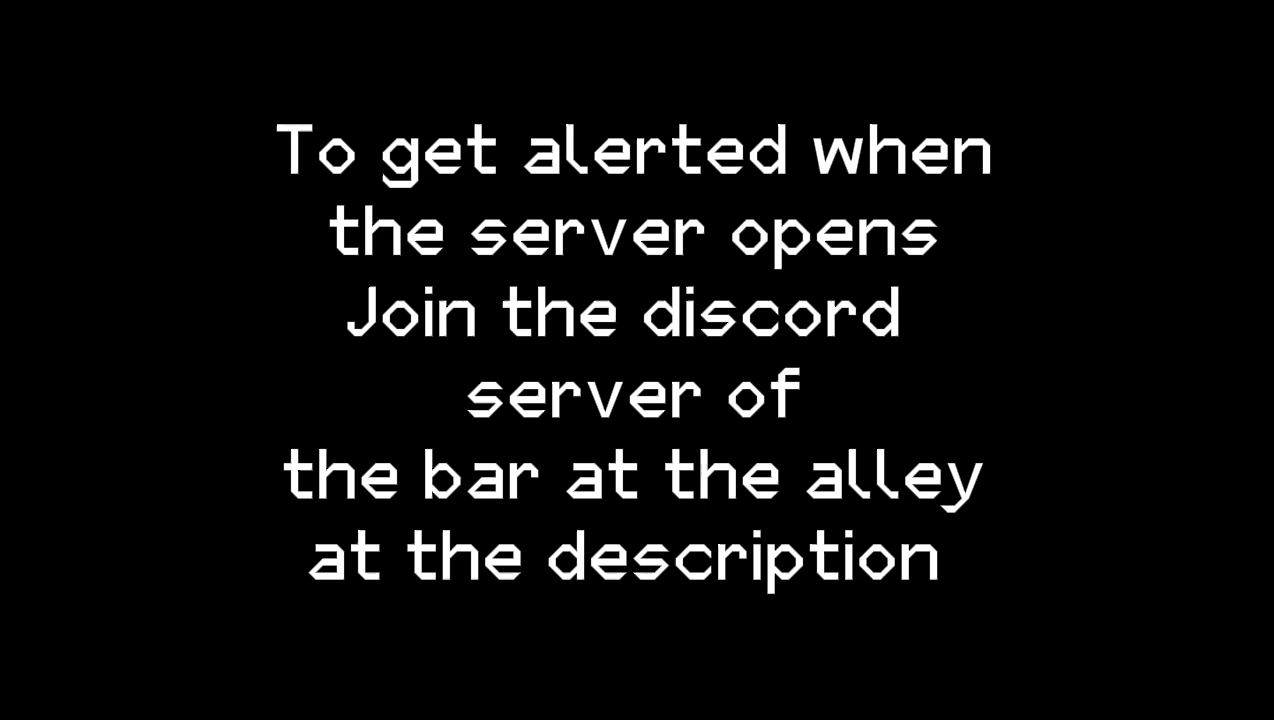 To get alerted when
the server opens
Join the discord
server of
the bar at the alley
at the description